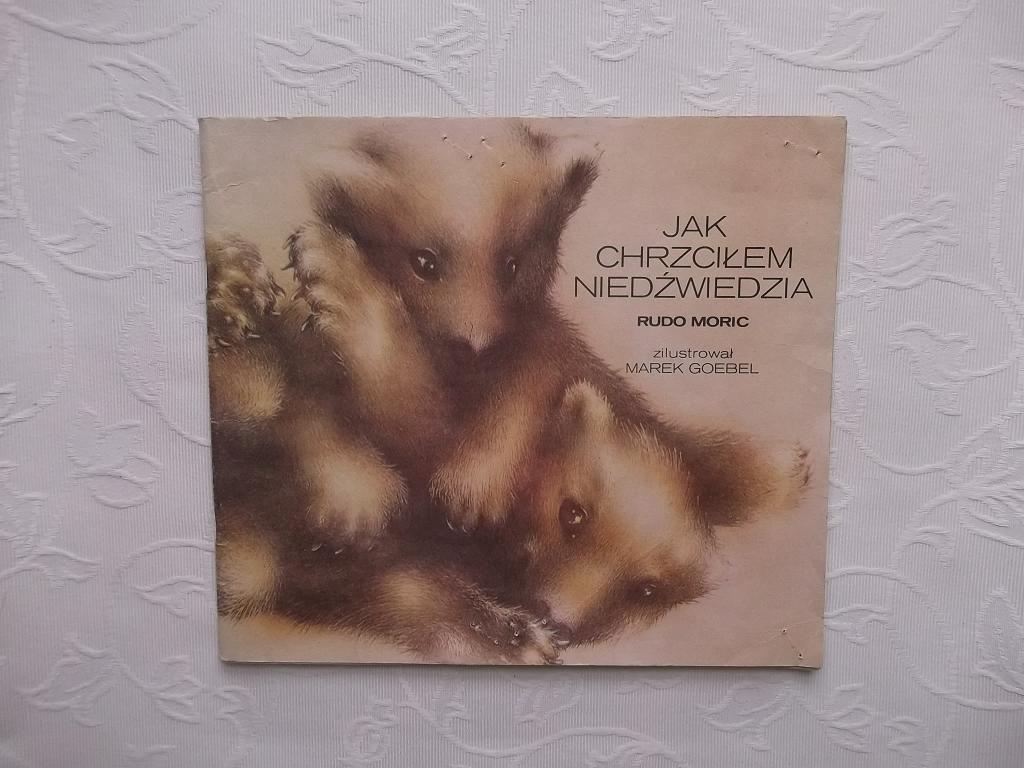 JAK
CHRZCIŁEM
NIEDŹWIEDZIA
RUDO MORIC
zilustrował
MAREK GOEBEL